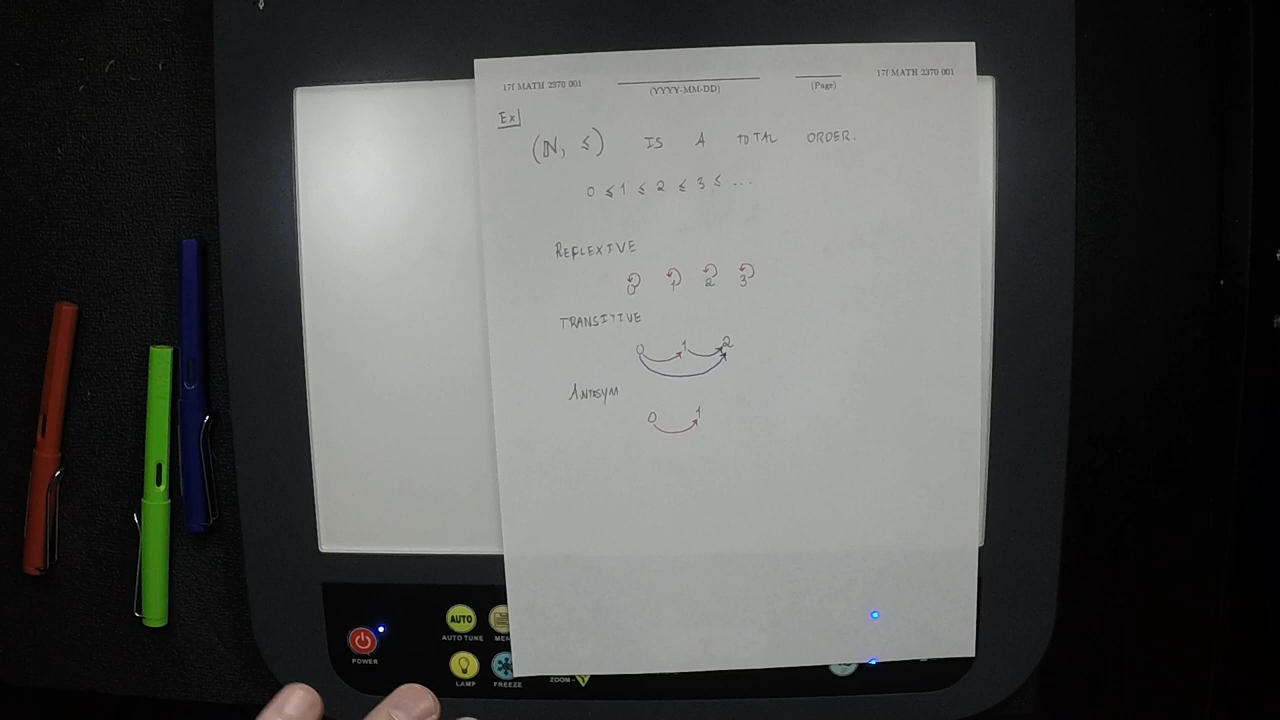 17f MATH 2370 001
(YYYY-MM-DD)
(Page)
17f MATH 2370 001
Ex
(ℕ, ≤) IS A TOTAL ORDER.
0 ≤ 1 ≤ 2 ≤ 3 ≤ ...
REFLEXIVE
0 1 2 3
TRANSITIVE
0 1 2
ANTISYM
0 1
AUTO
AUTO TUNE
POWER
LAMP
FREEZE
ZOOM-